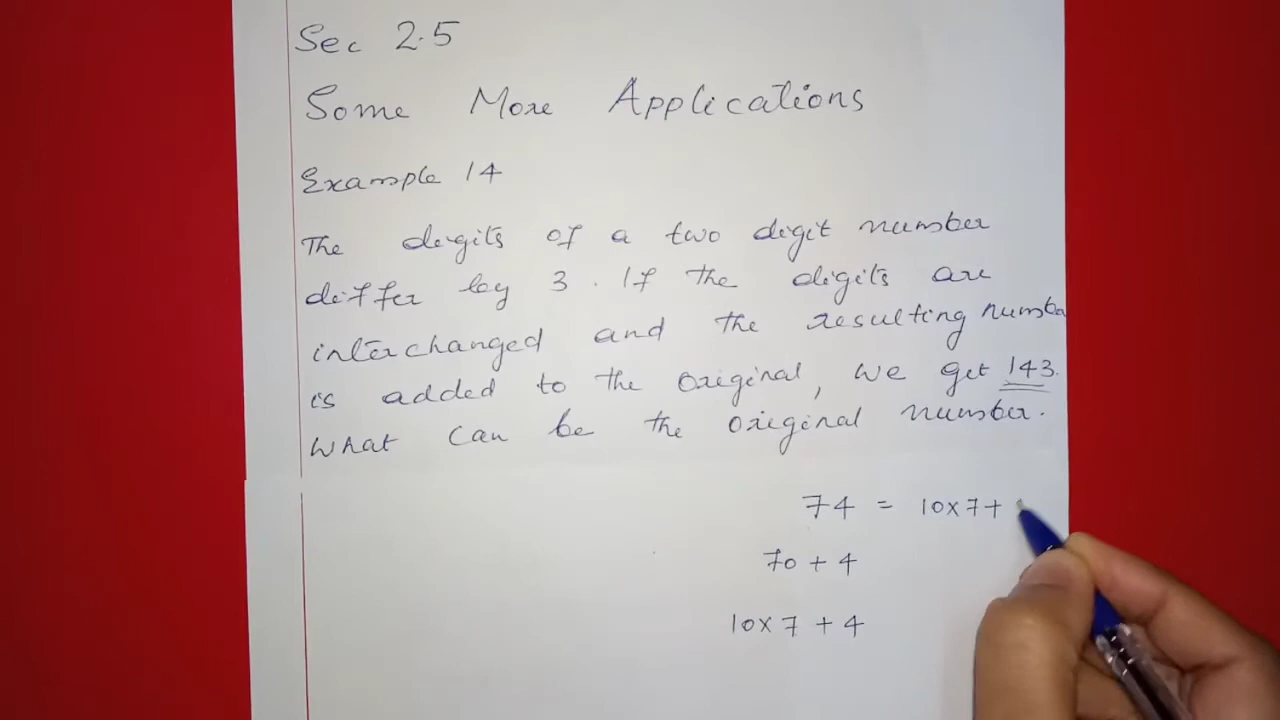 Sec 2.5
Some More Applications
Example 14
The digits of a two digit number
differ by 3. If the digits are
interchanged and the resulting number
is added to the original, we get 143.
What can be the original number.
74 = 10x7+
70 + 4
10x7 + 4